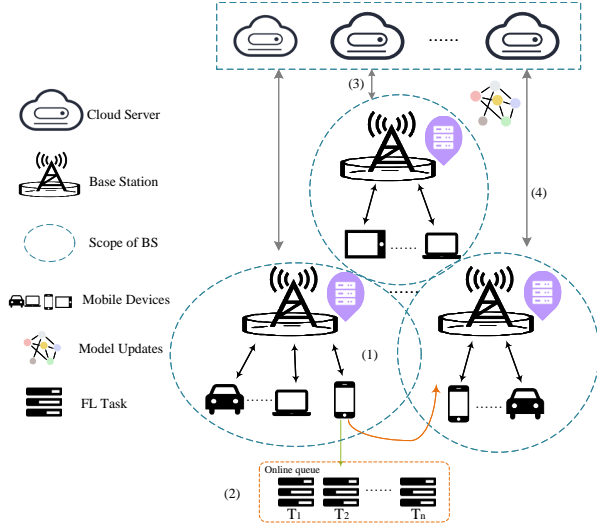 ......
(3)
Cloud Server
Base Station
(4)
Scope of BS
......
Mobile Devices
......
(1)
Model Updates
......
......
FL Task
Online queue
(2)
......
T1 T2 Tn